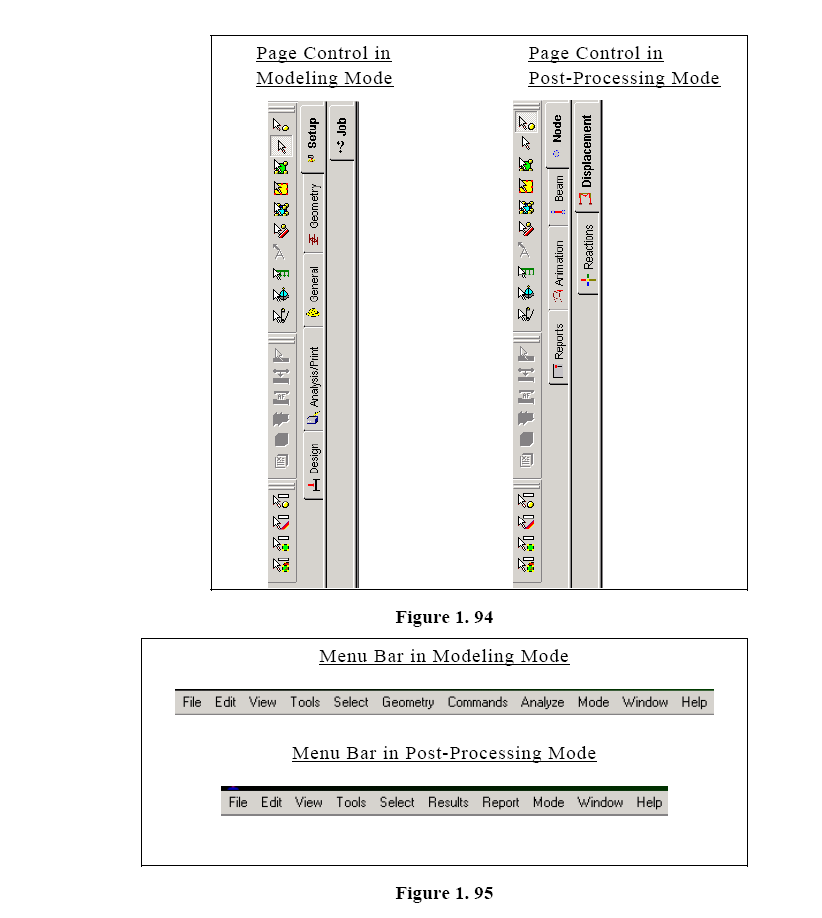 Page Control in
Modeling Mode
Page Control in
Post-Processing Mode
Setup
Geometry
General
Analysis/Print
Design
? Job
Node
Beam
Animation
Reports
Displacement
Reactions
Figure 1. 94
Menu Bar in Modeling Mode
File Edit View Tools Select Geometry Commands Analyze Mode Window Help
Menu Bar in Post-Processing Mode
File Edit View Tools Select Results Report Mode Window Help
Figure 1. 95